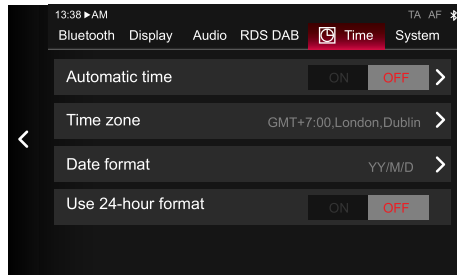 13:38 ▶ AM TA AF
Bluetooth Display Audio RDS DAB Time System
Automatic time ON OFF
Time zone GMT+7:00,London,Dublin
Date format YY/M/D
Use 24-hour format ON OFF